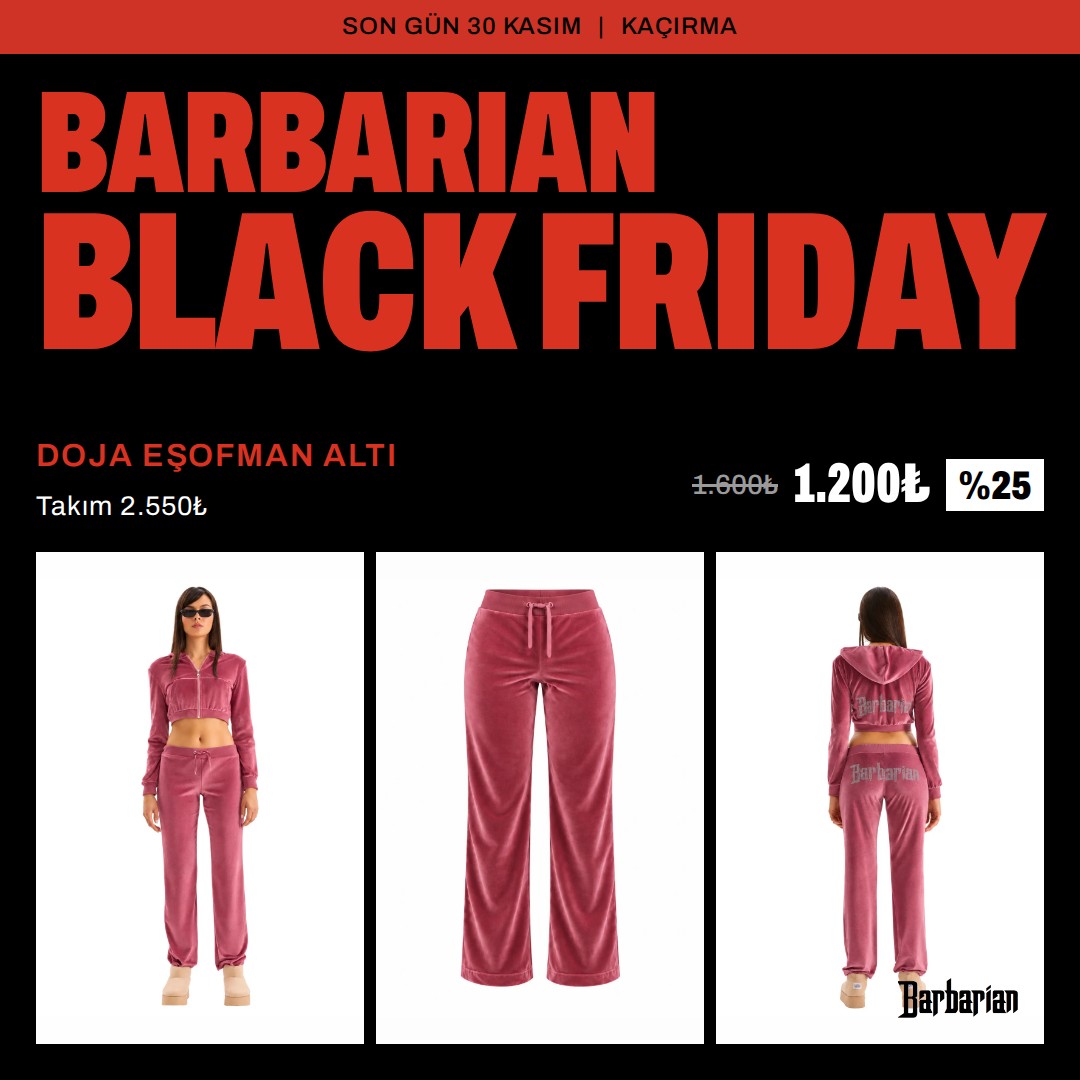 SON GÜN 30 KASIM | KAÇIRMA
BARBARIAN
BLACK FRIDAY
DOJA EŞOFMAN ALTI
Takım 2.550₺
1.600₺ 1.200₺ %25
Barbarian
Barbarian
Barbarian